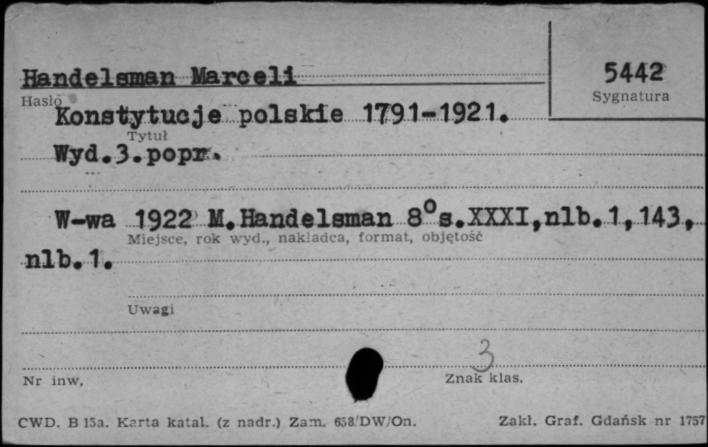 Handelsman Marceli
5442
Hasło
Sygnatura
Konstytucje polskie 1791-1921.
Tytuł
Wyd.3.popr.
W-wa 1922 M.Handelsman 8° s.XXXI,nlb.1,143,
Miejsce, rok wyd., nakładca, format, objętość
nlb.1.
Uwagi
3
Nr inw.
Znak klas.
CWD. B 15a. Karta katal. (z nadr.) Zam. 658/DW/On.
Zakł. Graf. Gdańsk nr 1757